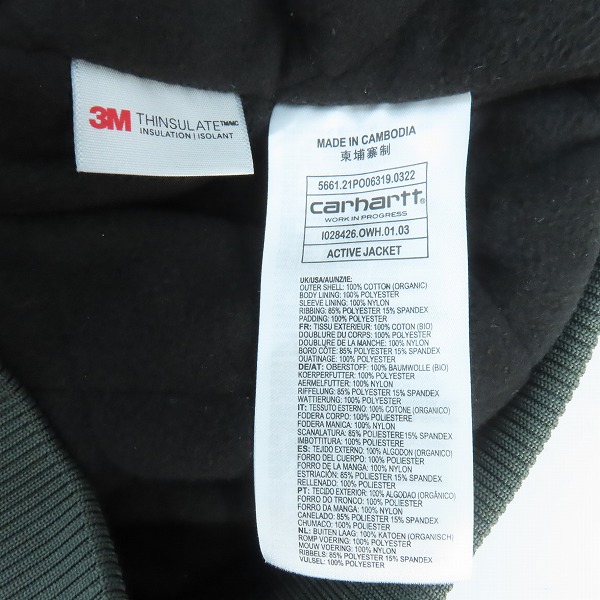 3M THINSULATE™/MC
INSULATION | ISOLANT
MADE IN CAMBODIA
柬埔寨制
5661.21PO06319.0322
carhartt®
WORK IN PROGRESS
I028426.OWH.01.03
ACTIVE JACKET
UK/USA/AU/NZ/IE:
OUTER SHELL: 100% COTTON (ORGANIC)
BODY LINING: 100% POLYESTER
SLEEVE LINING: 100% NYLON
RIBBING: 85% POLYESTER 15% SPANDEX
PADDING: 100% POLYESTER
FR: TISSU EXTERIEUR: 100% COTON (BIO)
DOUBLURE DU CORPS: 100% POLYESTER
DOUBLURE DE LA MANCHE: 100% NYLON
BORD CÔTE: 85% POLYESTER 15% SPANDEX
OUATINAGE: 100% POLYESTER
DE/AT: OBERSTOFF: 100% BAUMWOLLE (BIO)
KOERPERFUTTER: 100% POLYESTER
AERMELFUTTER: 100% NYLON
RIFFELUNG: 85% POLYESTER 15% SPANDEX
WATTIERUNG: 100% POLYESTER
IT: TESSUTO ESTERNO: 100% COTONE (ORGANICO)
FODERA CORPO: 100% POLIESTERE
FODERA MANICA: 100% NYLON
SCANALATURA: 85% POLIESTERE 15% SPANDEX
IMBOTTITURA: 100% POLIESTERE
ES: TEJIDO EXTERNO: 100% ALGODON (ORGANICO)
FORRO DEL CUERPO: 100% POLIESTER
FORRO DE LA MANGA: 100% NYLON
ESTRIACIÓN: 85% POLIESTER 15% SPANDEX
RELLENADO: 100% POLIESTER
PT: TECIDO EXTERIOR: 100% ALGODAO (ORGÂNICO)
FORRO DO TRONCO: 100% POLIESTER
FORRO DA MANGA: 100% NYLON
CANELADO: 85% POLIESTER 15% SPANDEX
CHUMACO: 100% POLIESTER
NL: BUITEN LAAG: 100% KATOEN (ORGANISCH)
ROMP VOERING: 100% POLYESTER
MOUW VOERING: 100% NYLON
RIBBELS: 85% POLYESTER 15% SPANDEX
VULSEL: 100% POLYESTER